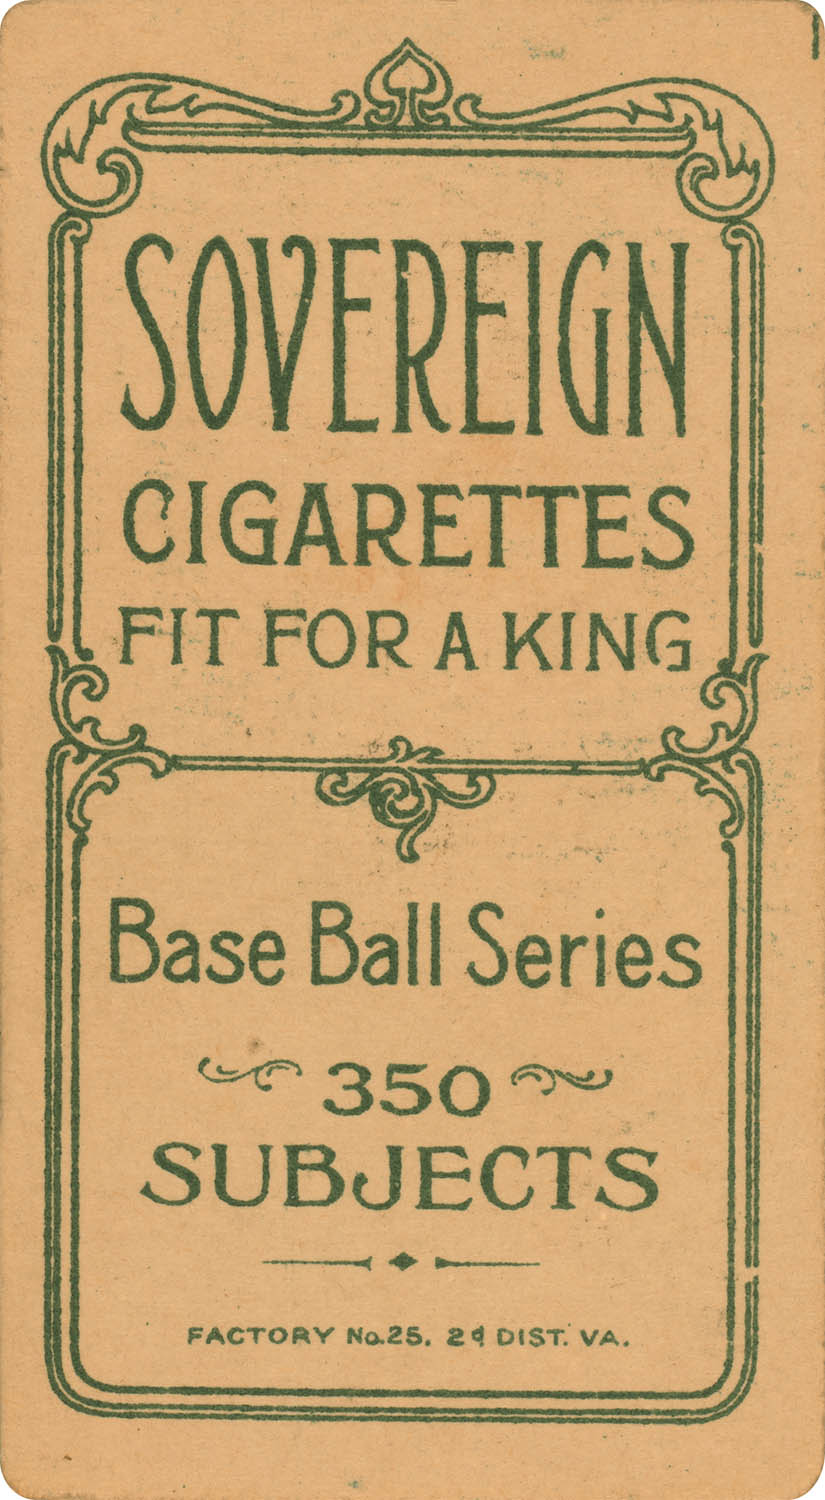 SOVEREIGN
CIGARETTES
FIT FOR A KING
Base Ball Series
350
SUBJECTS
FACTORY No.25. 2d DIST. VA.